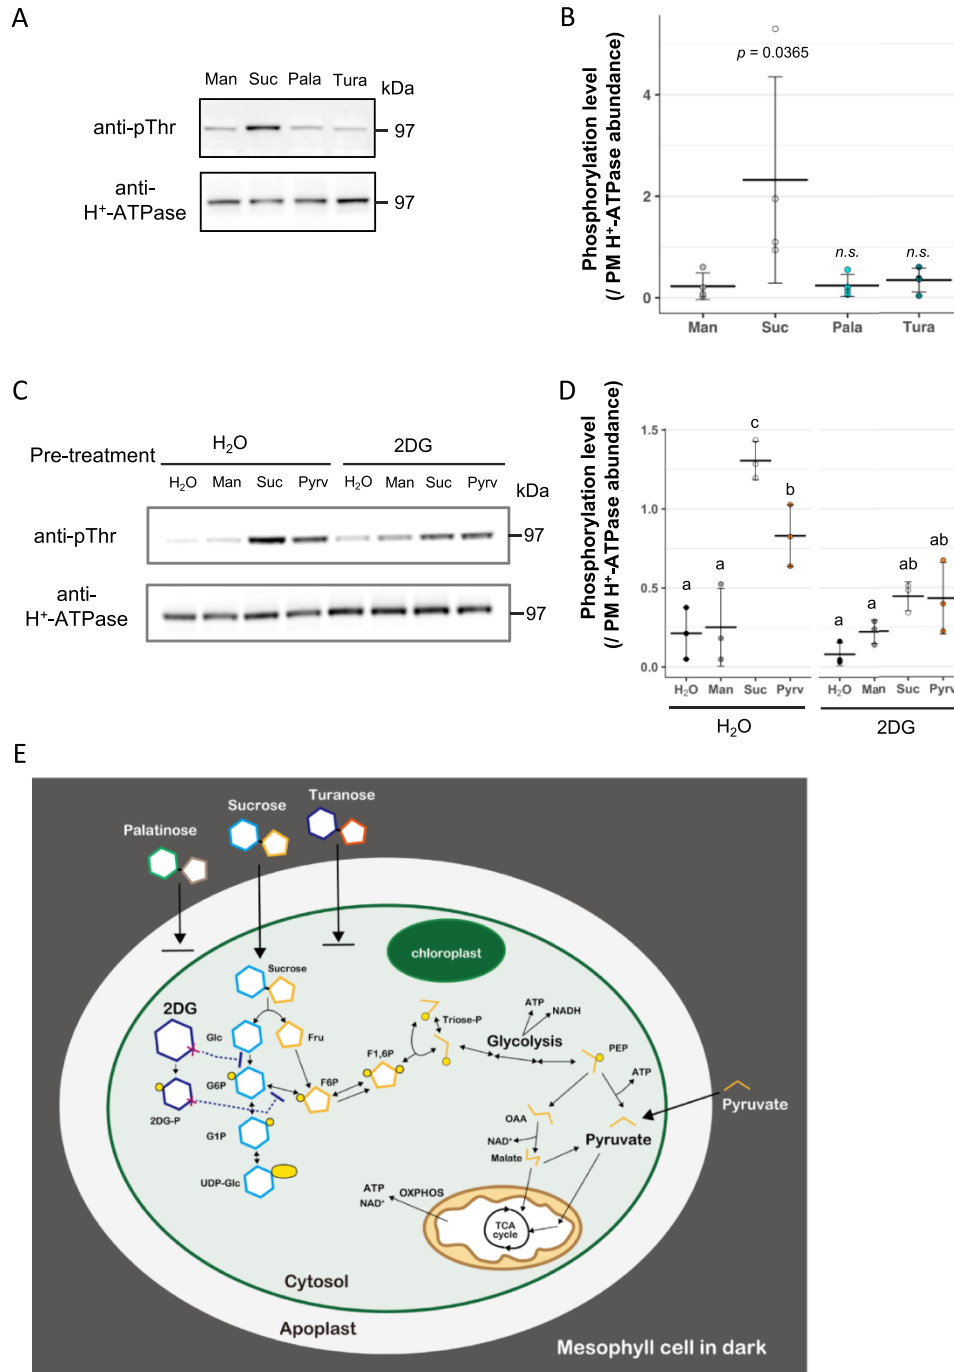 A
Man Suc Pala Tura
kDa
anti-pThr
97
anti-
H⁺-ATPase
97
B
Phosphorylation level
(/ PM H⁺-ATPase abundance)
4
2
0
p = 0.0365
n.s.
n.s.
Man Suc Pala Tura
C
Pre-treatment
H₂O 2DG
H₂O Man Suc Pyrv H₂O Man Suc Pyrv
kDa
anti-pThr
97
anti-
H⁺-ATPase
97
D
Phosphorylation level
(/ PM H⁺-ATPase abundance)
1.5
1.0
0.5
0.0
a a c b a a ab ab
H₂O Man Suc Pyrv H₂O Man Suc Pyrv
H₂O 2DG
E
Palatinose
Sucrose
Turanose
chloroplast
Sucrose
2DG
Glc
Fru
2DG-P
G6P
F6P
F1,6P
G1P
UDP-Glc
Triose-P
ATP
NADH
Glycolysis
PEP
ATP
OAA
NAD⁺
Malate
Pyruvate
Pyruvate
ATP
NAD⁺
OXPHOS
TCA
cycle
Cytosol
Apoplast
Mesophyll cell in dark